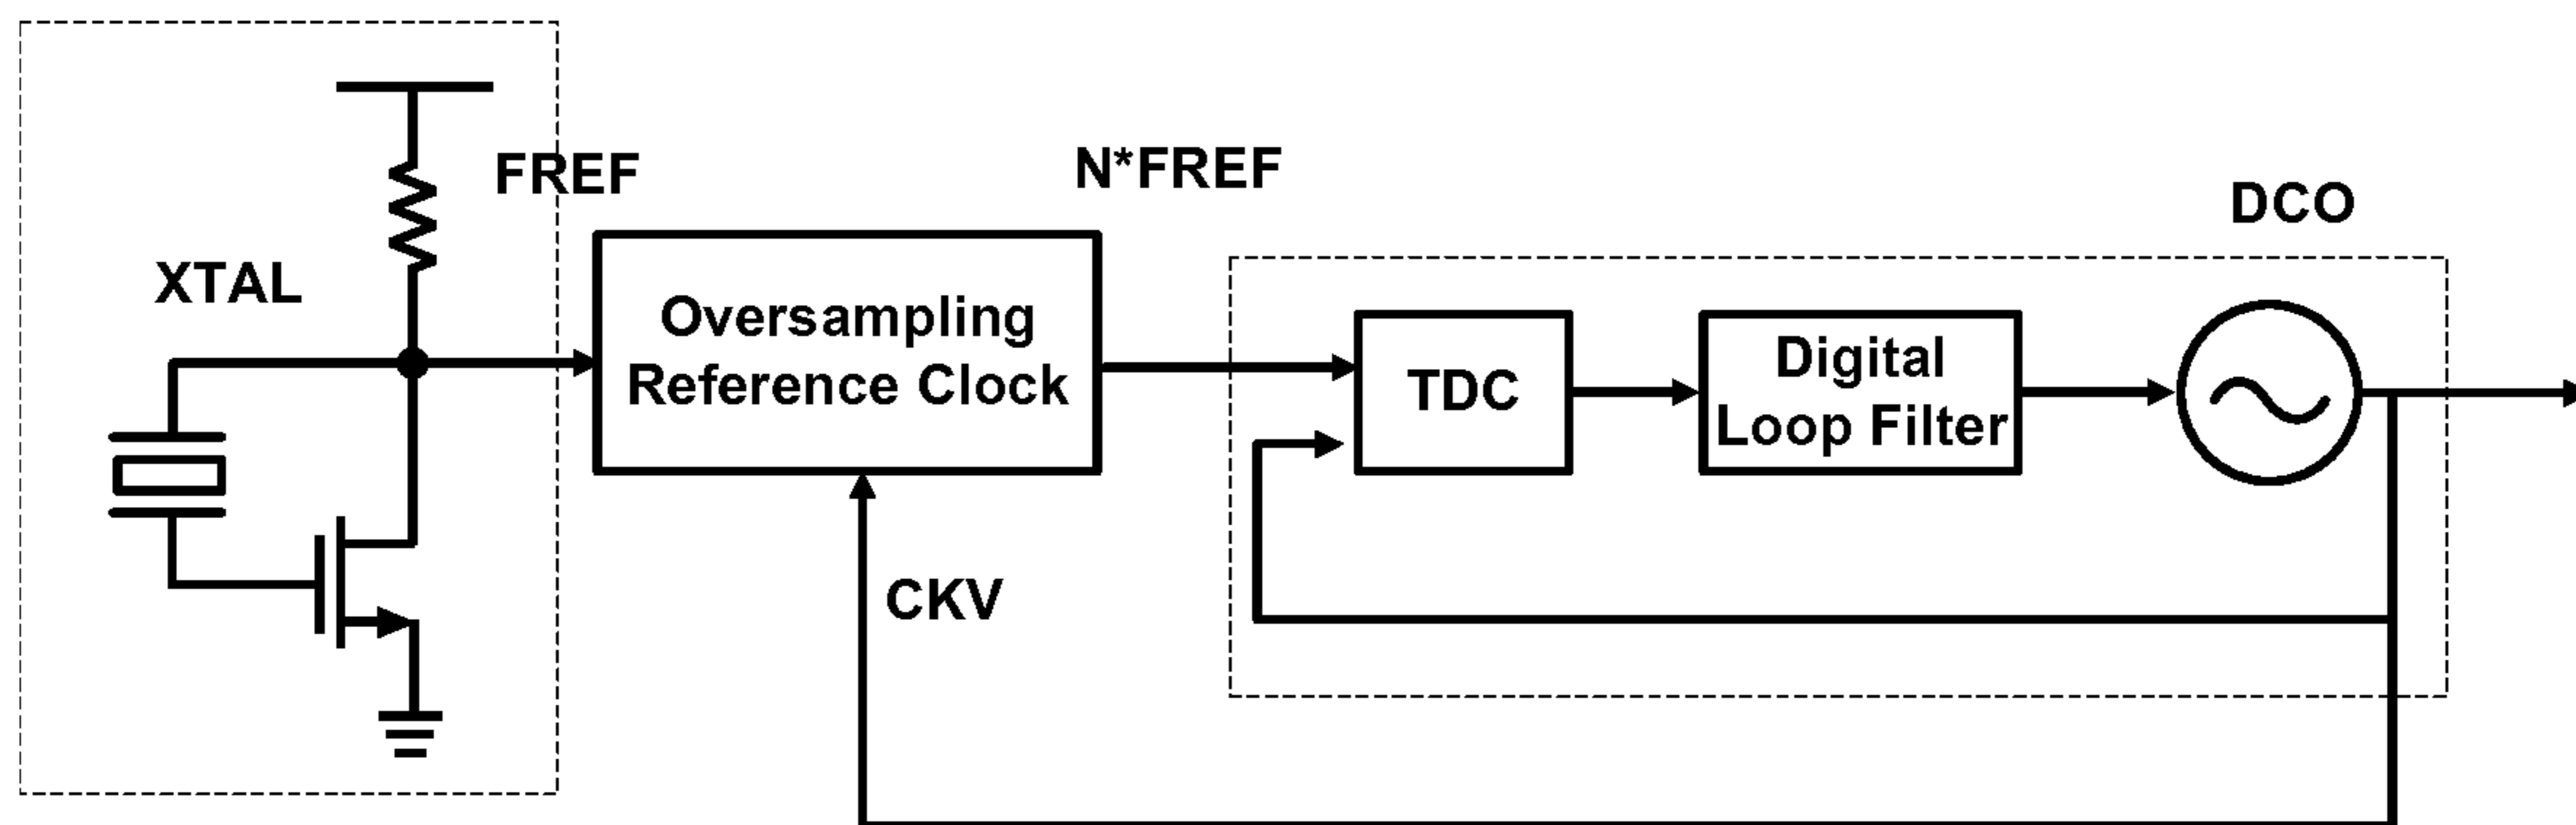 FREF
N*FREF
DCO
XTAL
Oversampling
Reference Clock
TDC
Digital
Loop Filter
CKV